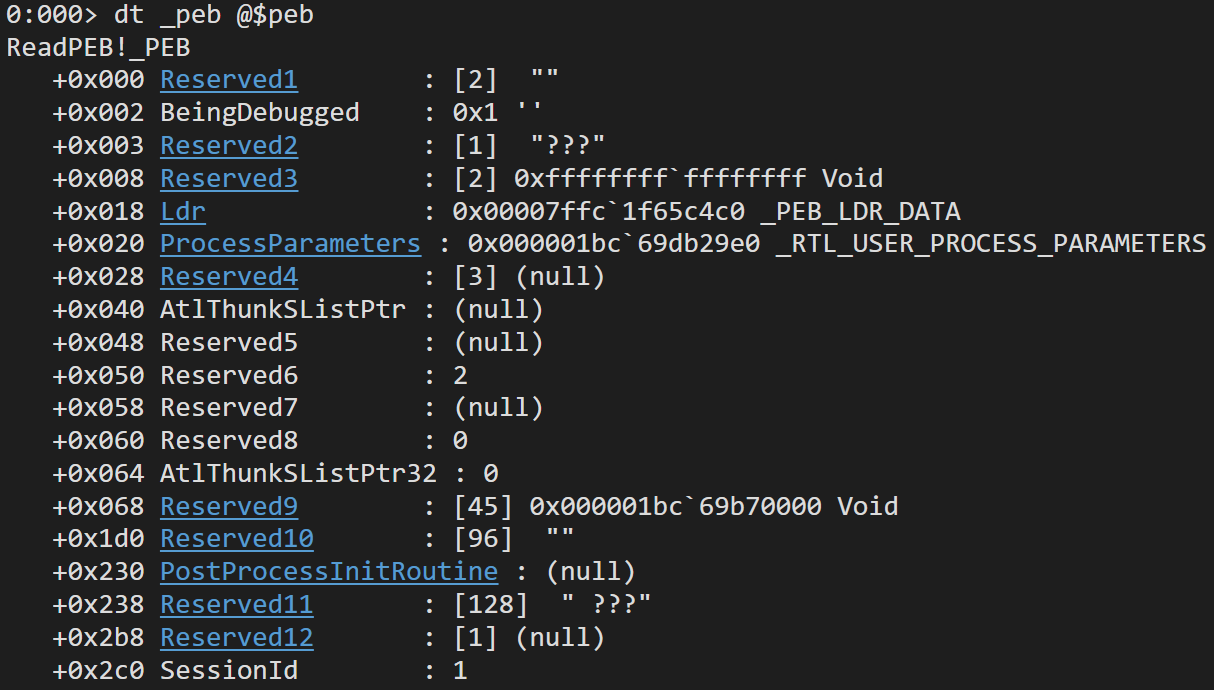 0:000> dt _peb @$peb
ReadPEB!_PEB
   +0x000 Reserved1        : [2]  ""
   +0x002 BeingDebugged    : 0x1 ''
   +0x003 Reserved2        : [1]  "???"
   +0x008 Reserved3        : [2] 0xffffffff`ffffffff Void
   +0x018 Ldr              : 0x00007ffc`1f65c4c0 _PEB_LDR_DATA
   +0x020 ProcessParameters : 0x000001bc`69db29e0 _RTL_USER_PROCESS_PARAMETERS
   +0x028 Reserved4        : [3] (null)
   +0x040 AtlThunkSListPtr : (null)
   +0x048 Reserved5        : (null)
   +0x050 Reserved6        : 2
   +0x058 Reserved7        : (null)
   +0x060 Reserved8        : 0
   +0x064 AtlThunkSListPtr32 : 0
   +0x068 Reserved9        : [45] 0x000001bc`69b70000 Void
   +0x1d0 Reserved10       : [96]  ""
   +0x230 PostProcessInitRoutine : (null)
   +0x238 Reserved11       : [128]  " ???"
   +0x2b8 Reserved12       : [1] (null)
   +0x2c0 SessionId        : 1